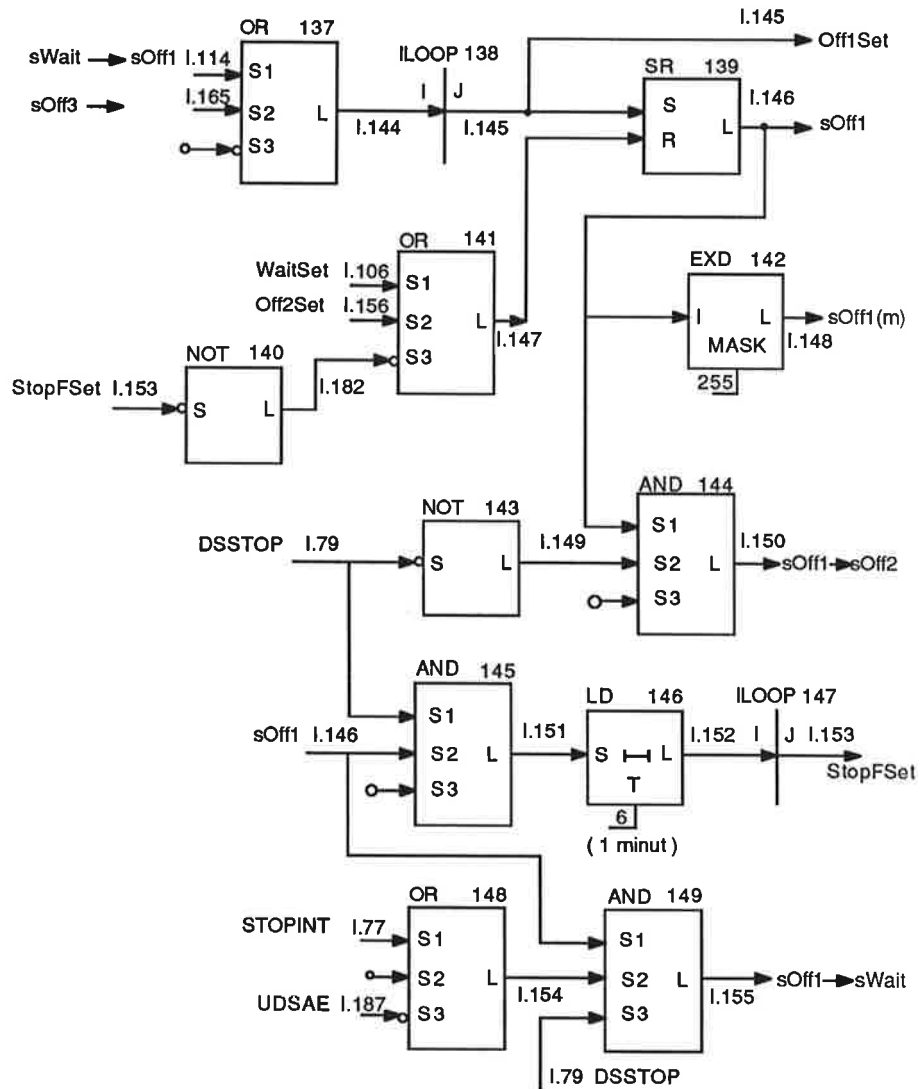 OR 137
I.145
Off1Set
sWait sOff1 I.114
S1
ILOOP 138
SR 139
sOff3
I.165
S2
L
I.144
I J
I.145
S
L
I.146
sOff1
S3
R
OR 141
WaitSet I.106
S1
EXD 142
Off2Set I.156
S2
L
I.147
I L
sOff1(m)
I.148
MASK
255
NOT 140
S3
StopFSet I.153
S L
I.182
AND 144
NOT 143
S1
DSSTOP I.79
S L
I.149
S2
L
I.150
sOff1 sOff2
S3
AND 145
LD 146
ILOOP 147
S1
sOff1 I.146
S2
L
I.151
S L
I.152
I J
I.153
StopFSet
S3
T
6
( 1 minut )
OR 148
AND 149
STOPINT I.77
S1
S1
S2
L
I.154
S2
L
I.155
sOff1 sWait
UDSAE I.187
S3
S3
I.79 DSSTOP